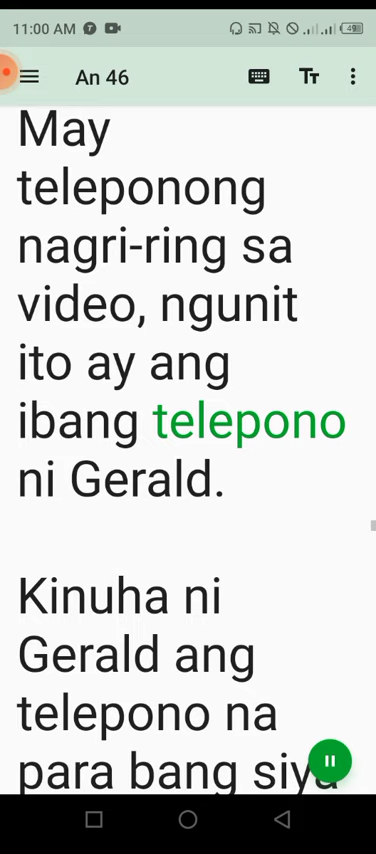 11:00 AM
49
An 46
May
teleponong
nagri-ring sa
video, ngunit
ito ay ang
ibang telepono
ni Gerald.
Kinuha ni
Gerald ang
telepono na
para bang siya